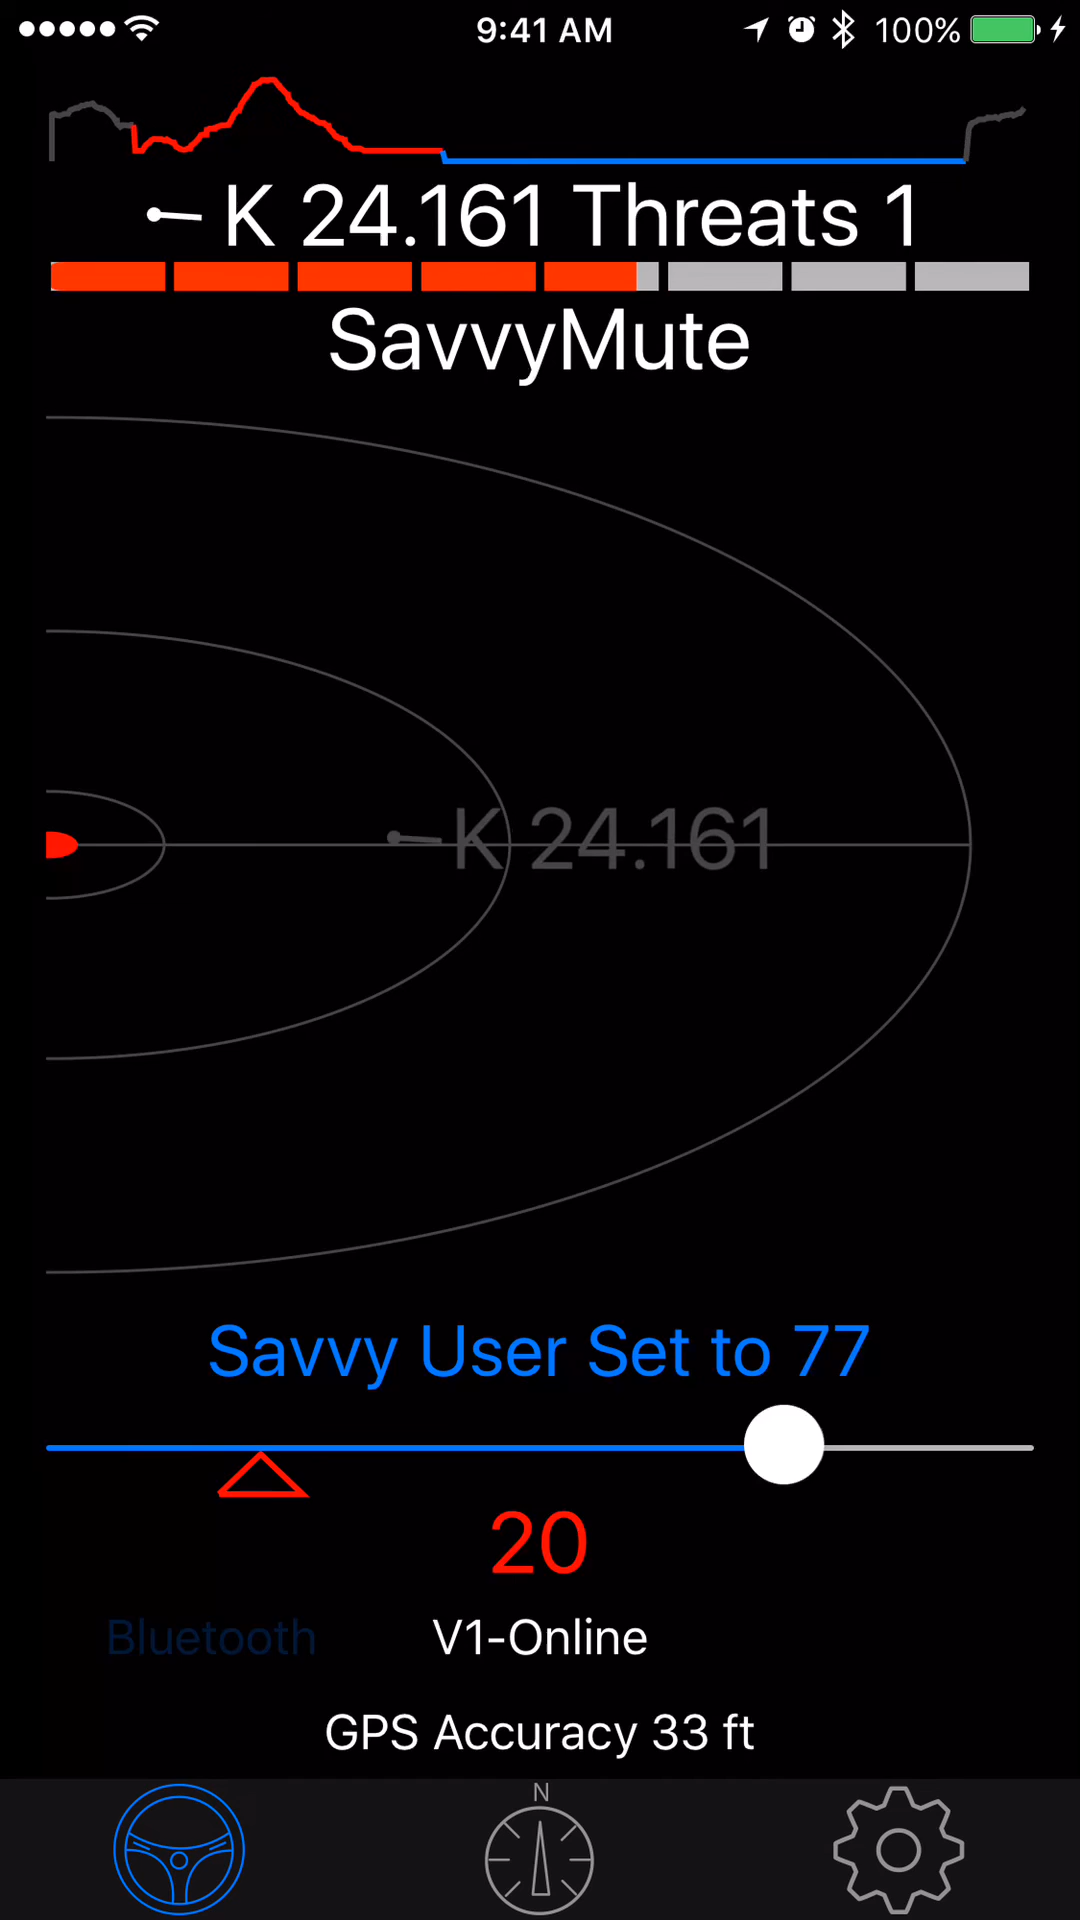 9:41 AM 100%
K 24.161 Threats 1
SavvyMute
K 24.161
Savvy User Set to 77
20
Bluetooth V1-Online
GPS Accuracy 33 ft
N